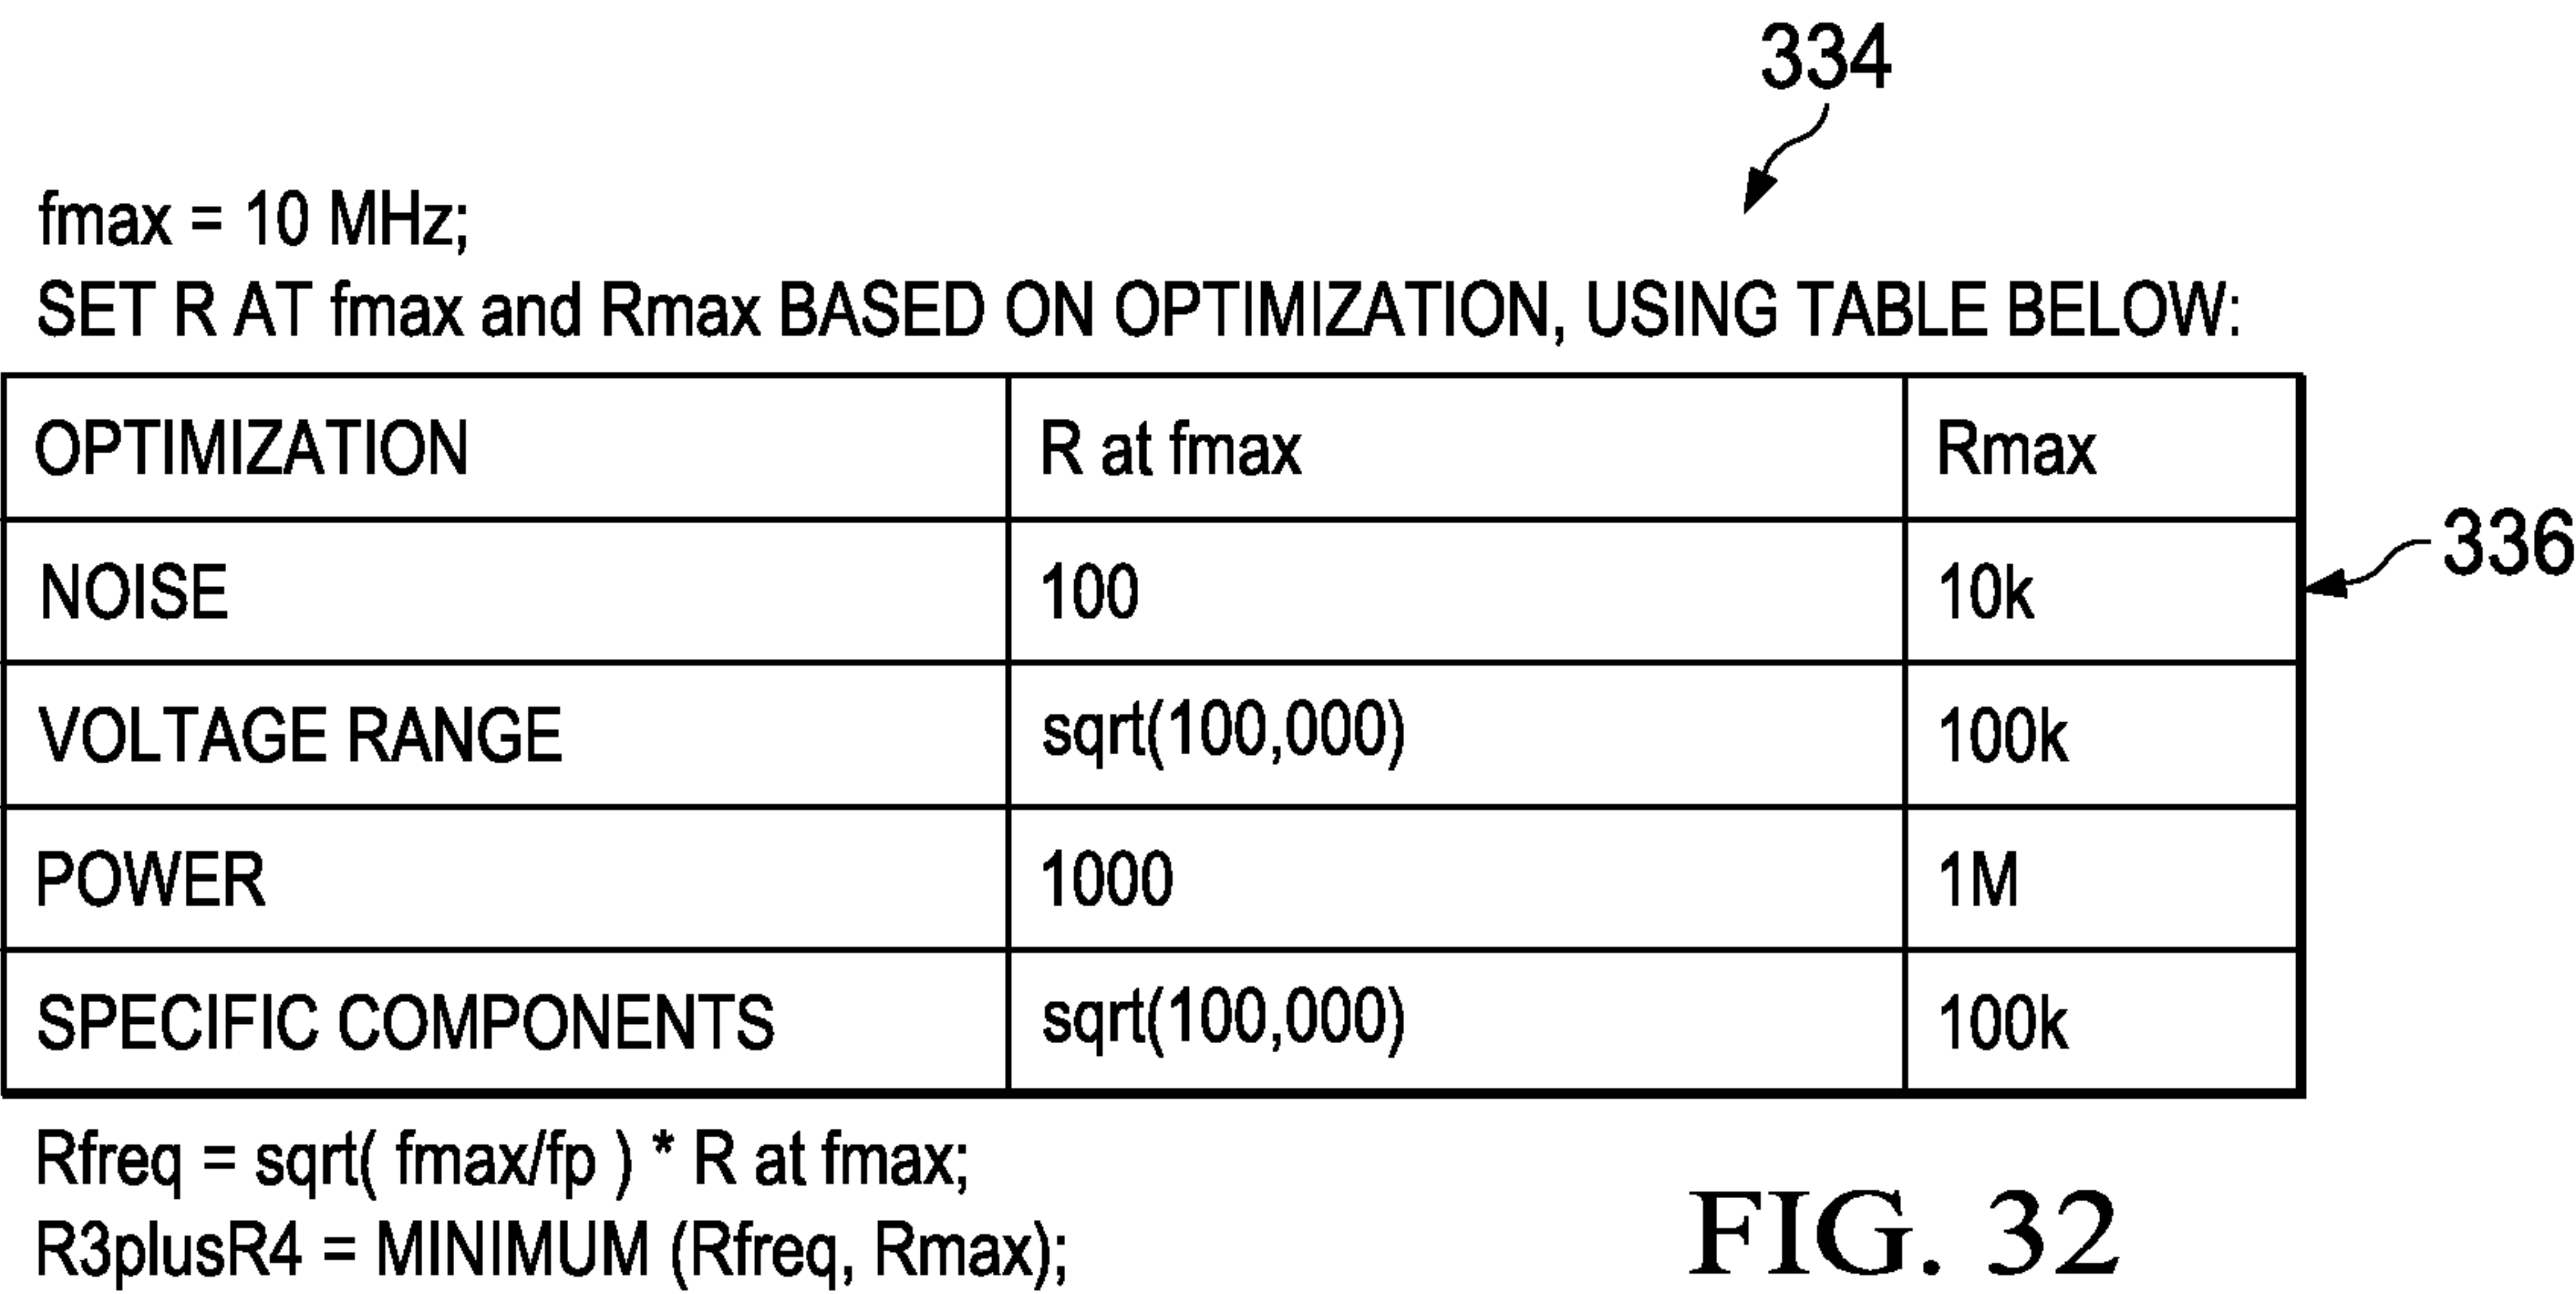 334
fmax = 10 MHz;
SET R AT fmax and Rmax BASED ON OPTIMIZATION, USING TABLE BELOW:
OPTIMIZATION R at fmax Rmax
NOISE 100 10k
336
VOLTAGE RANGE sqrt(100,000) 100k
POWER 1000 1M
SPECIFIC COMPONENTS sqrt(100,000) 100k
Rfreq = sqrt( fmax/fp ) * R at fmax;
R3plusR4 = MINIMUM (Rfreq, Rmax);
FIG. 32